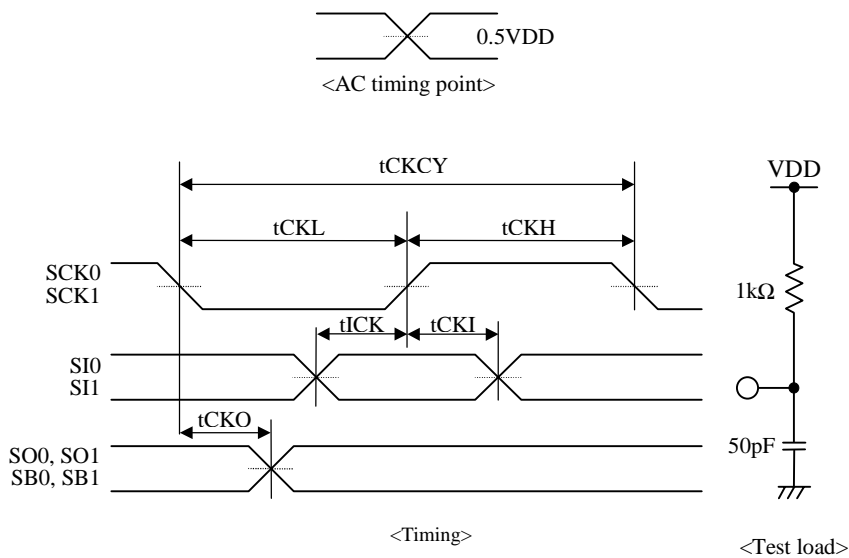 0.5VDD
<AC timing point>
tCKCY
VDD
tCKL
tCKH
SCK0
SCK1
1kΩ
tICK
tCKI
SI0
SI1
tCKO
SO0, SO1
SB0, SB1
50pF
<Timing>
<Test load>